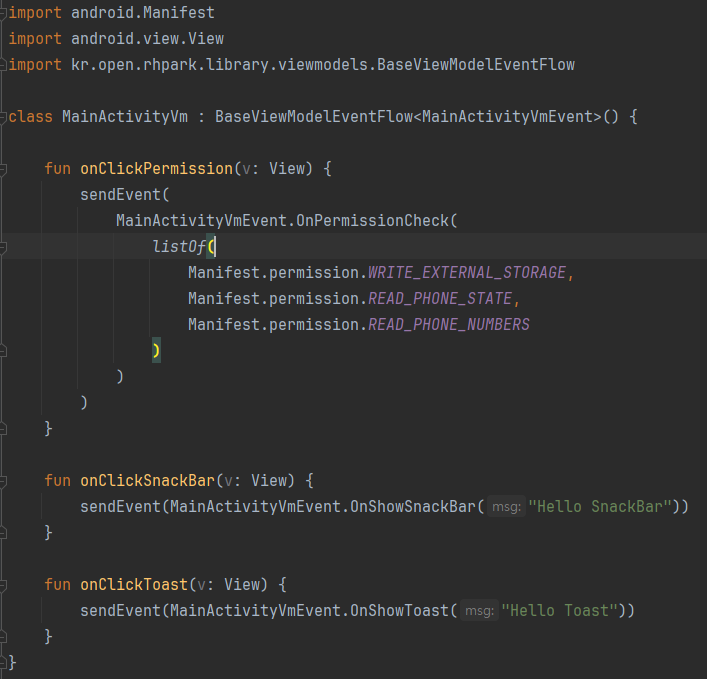 import android.Manifest
import android.view.View
import kr.open.rhpark.library.viewmodels.BaseViewModelEventFlow

class MainActivityVm : BaseViewModelEventFlow<MainActivityVmEvent>() {

    fun onClickPermission(v: View) {
        sendEvent(
            MainActivityVmEvent.OnPermissionCheck(
                listOf(
                    Manifest.permission.WRITE_EXTERNAL_STORAGE,
                    Manifest.permission.READ_PHONE_STATE,
                    Manifest.permission.READ_PHONE_NUMBERS
                )
            )
        )
    }

    fun onClickSnackBar(v: View) {
        sendEvent(MainActivityVmEvent.OnShowSnackBar( msg: "Hello SnackBar"))
    }

    fun onClickToast(v: View) {
        sendEvent(MainActivityVmEvent.OnShowToast( msg: "Hello Toast"))
    }
}